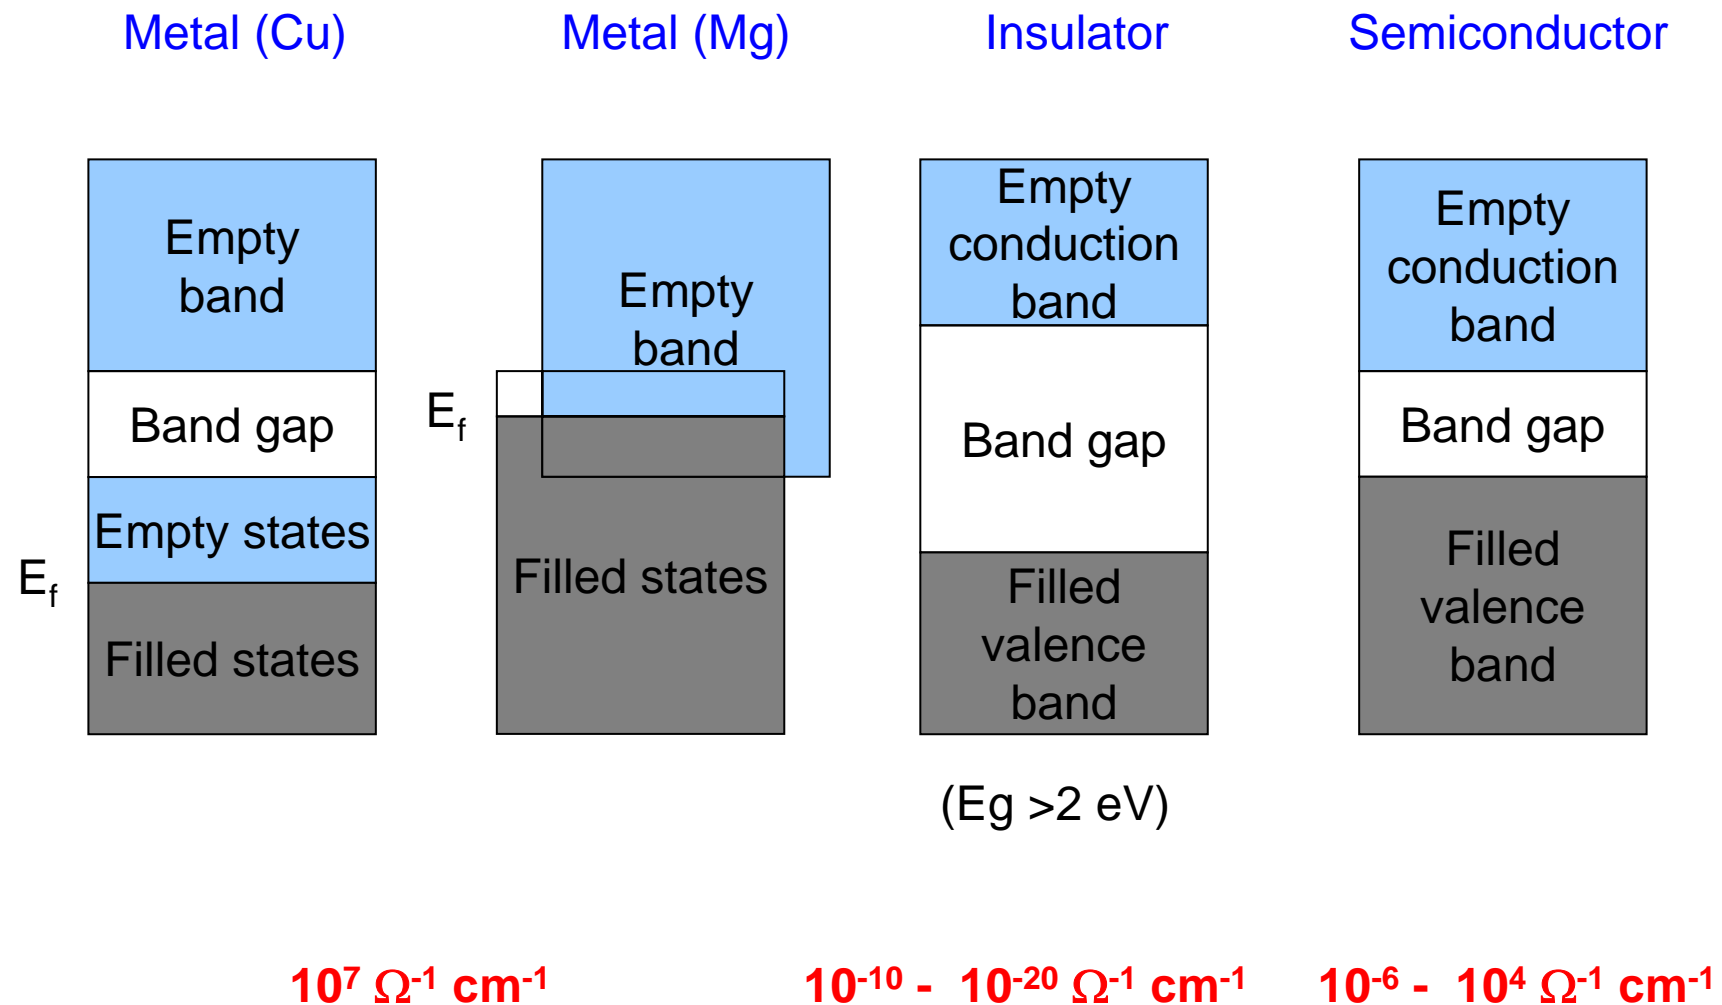 Metal (Cu)
Metal (Mg)
Insulator
Semiconductor
Empty
band
Band gap
Empty states
E_f
Filled states
Empty
band
E_f
Filled states
Empty
conduction
band
Band gap
Filled
valence
band
(Eg >2 eV)
Empty
conduction
band
Band gap
Filled
valence
band
10⁷ Ω⁻¹ cm⁻¹
10⁻¹⁰ - 10⁻²⁰ Ω⁻¹ cm⁻¹
10⁻⁶ - 10⁴ Ω⁻¹ cm⁻¹